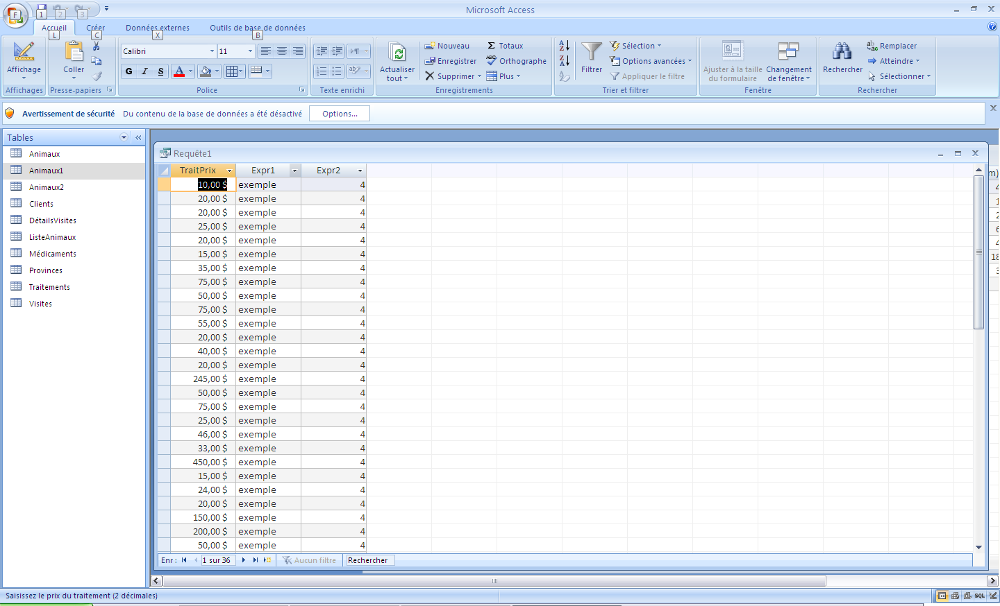 Microsoft Access
F 1 2 3
Accueil Créer Données externes Outils de base de données
L C X B
Affichage
Affichages
Coller
Presse-papiers
Calibri 11
G I S A
Police
Texte enrichi
Actualiser tout
Nouveau
Enregistrer
Supprimer
Σ Totaux
ABC Orthographe
Plus
Enregistrements
Filtrer
Sélection
Options avancées
Appliquer le filtre
Trier et filtrer
Ajuster à la taille
du formulaire
Changement
de fenêtre
Fenêtre
Rechercher
Remplacer
Atteindre
Sélectionner
Rechercher
Avertissement de sécurité Du contenu de la base de données a été désactivé Options...
Tables «
Animaux
Animaux1
Animaux2
Clients
DétailsVisites
ListeAnimaux
Médicaments
Provinces
Traitements
Visites
Requête1
TraitPrix Expr1 Expr2
10,00 $ exemple 4
20,00 $ exemple 4
20,00 $ exemple 4
25,00 $ exemple 4
20,00 $ exemple 4
15,00 $ exemple 4
35,00 $ exemple 4
75,00 $ exemple 4
50,00 $ exemple 4
75,00 $ exemple 4
55,00 $ exemple 4
20,00 $ exemple 4
40,00 $ exemple 4
20,00 $ exemple 4
245,00 $ exemple 4
50,00 $ exemple 4
75,00 $ exemple 4
25,00 $ exemple 4
46,00 $ exemple 4
33,00 $ exemple 4
450,00 $ exemple 4
15,00 $ exemple 4
24,00 $ exemple 4
20,00 $ exemple 4
150,00 $ exemple 4
200,00 $ exemple 4
50,00 $ exemple 4
m)
18
Enr : 1 sur 36 Aucun filtre Rechercher
Saisissez le prix du traitement (2 décimales) SQL